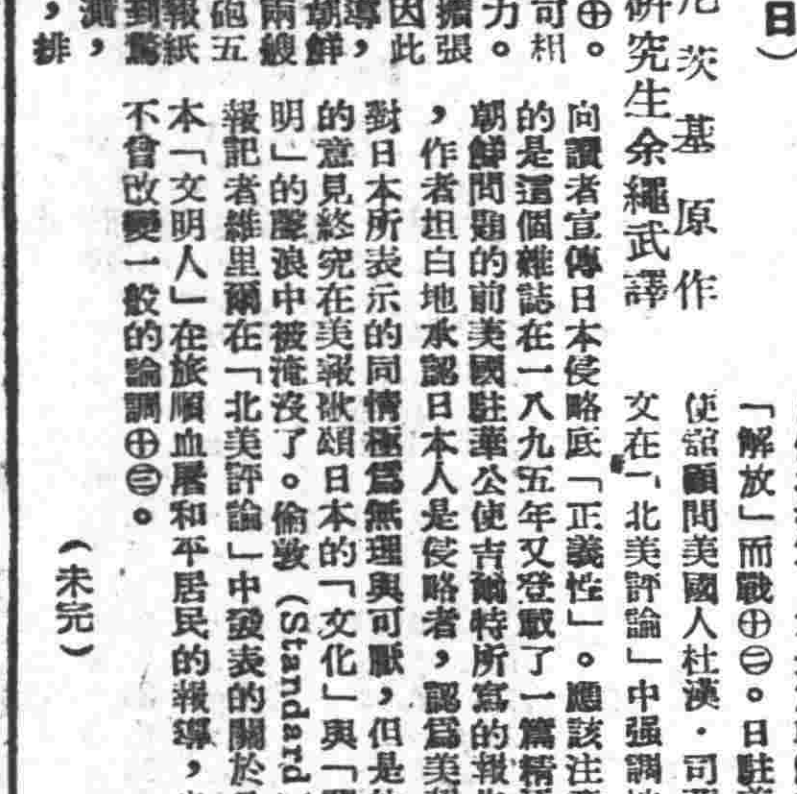 日）
茨基原作
研究生余繩武譯
⊕。
可相
力。
擴張
因此
導，
朝鮮
兩艘
砲五
報紙
到驚
測，
，排
「解放」而戰⊕㊁。日駐
使館顧問美國人杜漢·司
文在「北美評論」中强調
向讀者宣傳日本侵略底「正義性」。應該注
的是這個雜誌在一八九五年又登載了一篇精
朝鮮問題的前美國駐華公使吉爾特所寫的報
，作者坦白地承認日本人是侵略者，認爲美
對日本所表示的同情極爲無理與可厭，但是
的意見終究在美報歌頌日本的「文化」與「
明」的聲浪中被淹沒了。倫敦（Standard
報記者維里爾在「北美評論」中發表的關於
本「文明人」在旅順血屠和平居民的報導，
不曾改變一般的論調⊕㊂。
（未完）